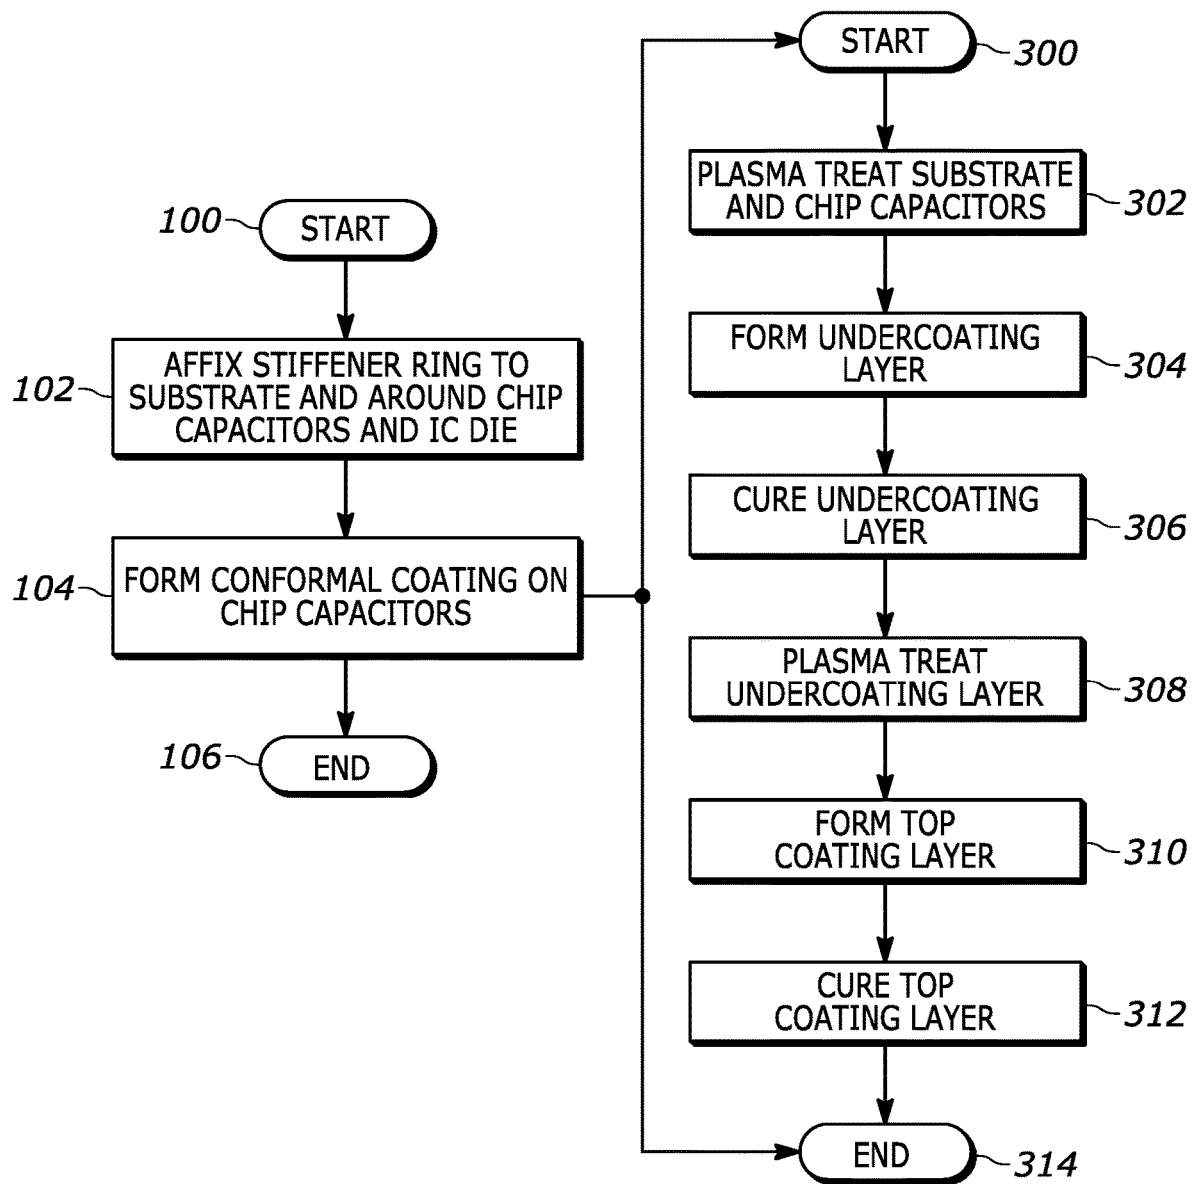 100
START
102
AFFIX STIFFENER RING TO
SUBSTRATE AND AROUND CHIP
CAPACITORS AND IC DIE
104
FORM CONFORMAL COATING ON
CHIP CAPACITORS
106
END
START
300
PLASMA TREAT SUBSTRATE
AND CHIP CAPACITORS
302
FORM UNDERCOATING
LAYER
304
CURE UNDERCOATING
LAYER
306
PLASMA TREAT
UNDERCOATING LAYER
308
FORM TOP
COATING LAYER
310
CURE TOP
COATING LAYER
312
END
314